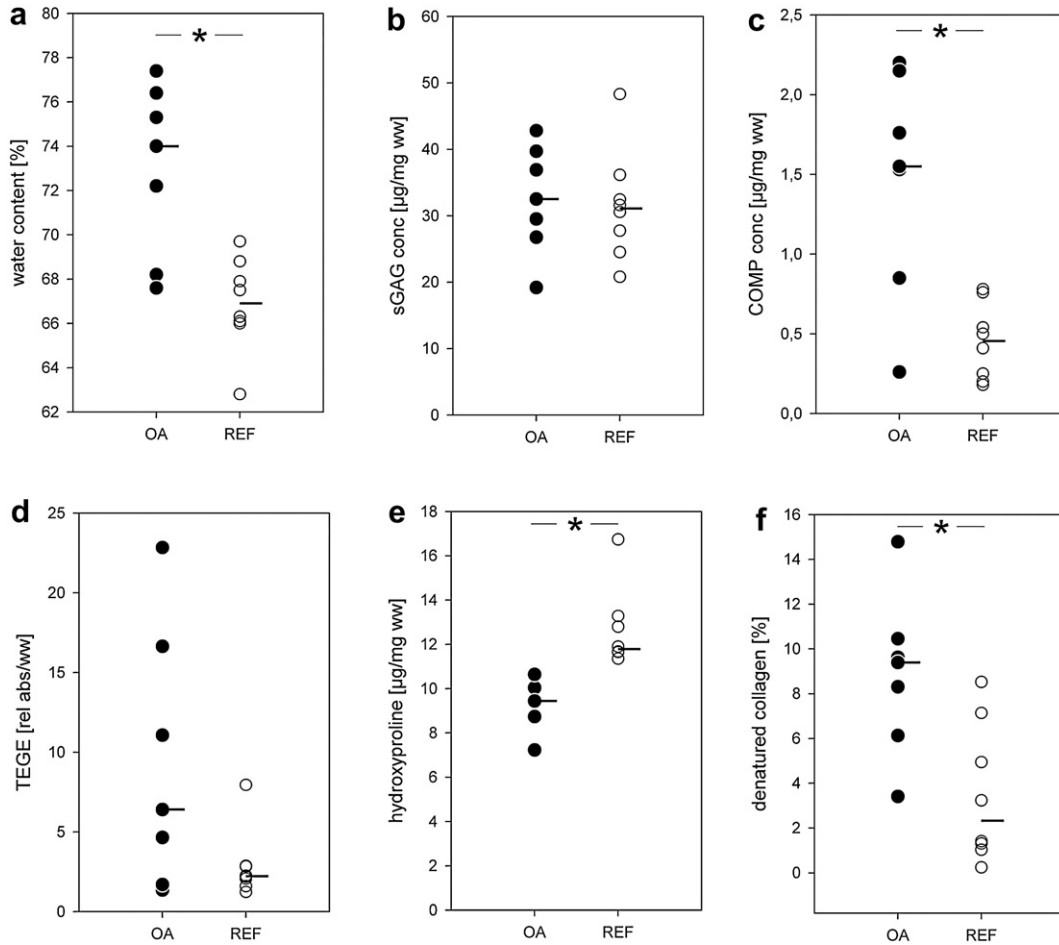 a
*
water content [%]
80
78
76
74
72
70
68
66
64
62
OA REF
b
sGAG conc [µg/mg ww]
60
50
40
30
20
10
0
OA REF
c
*
COMP conc [µg/mg ww]
2,5
2,0
1,5
1,0
0,5
0,0
OA REF
d
TEGE [rel abs/ww]
25
20
15
10
5
0
OA REF
e
*
hydroxyproline [µg/mg ww]
18
16
14
12
10
8
6
4
2
0
OA REF
f
*
denatured collagen [%]
16
14
12
10
8
6
4
2
0
OA REF